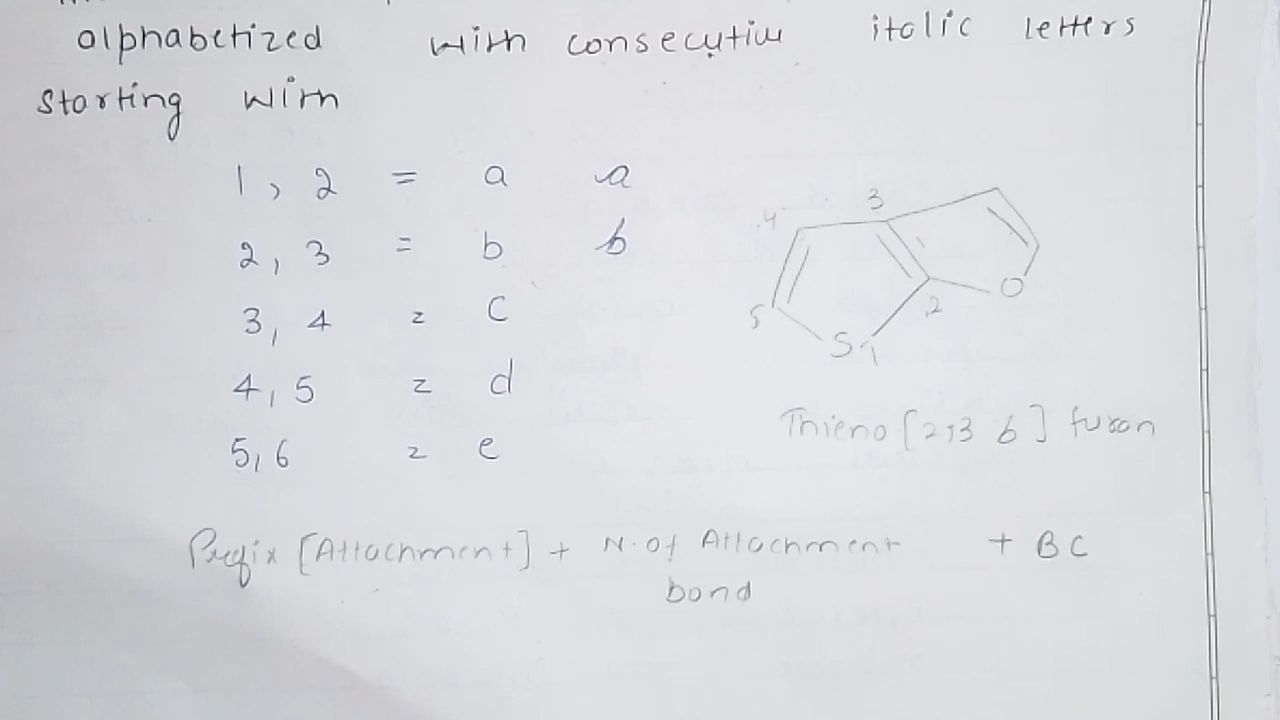 alphabetized with consecutive italic letters
starting with
1, 2 = a a
2, 3 = b b
3, 4 = c
4, 5 = d
5, 6 = e
3
4
5
2
O
S 1
Thieno [2,3 b] furan
Prefix [Attachment] + N. of Attachment + BC
bond